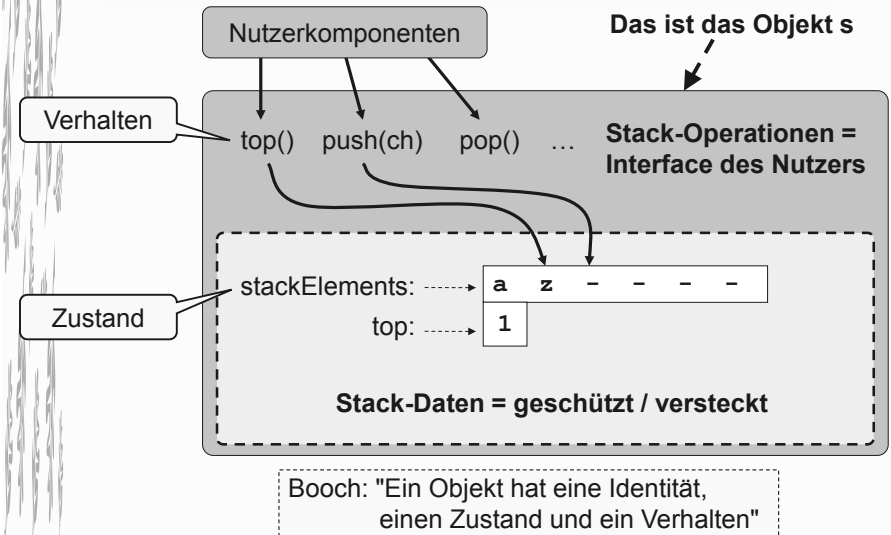 Nutzerkomponenten
Das ist das Objekt s
Verhalten
top() push(ch) pop() …
Stack-Operationen =
Interface des Nutzers
stackElements: a z - - - -
Zustand
top: 1
Stack-Daten = geschützt / versteckt
Booch: "Ein Objekt hat eine Identität,
einen Zustand und ein Verhalten"